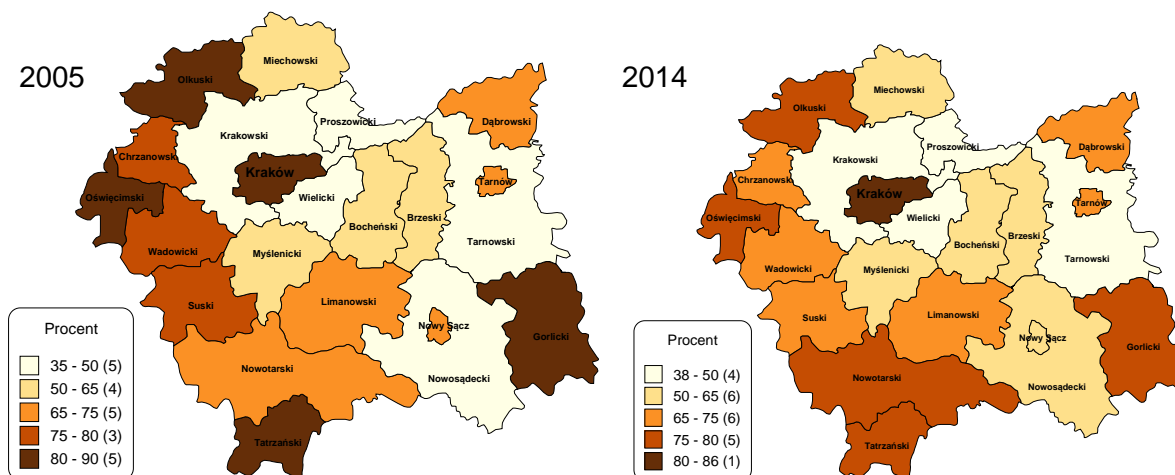 2005
Olkuski
Miechowski
Proszowicki
Dąbrowski
Krakowski
Chrzanowski
Kraków
Tarnów
Oświęcimski
Wielicki
Bocheński
Brzeski
Tarnowski
Wadowicki
Myślenicki
Suski
Limanowski
Nowy Sącz
Gorlicki
Nowotarski
Nowosądecki
Tatrzański
Procent
35 - 50 (5)
50 - 65 (4)
65 - 75 (5)
75 - 80 (3)
80 - 90 (5)
2014
Olkuski
Miechowski
Proszowicki
Dąbrowski
Krakowski
Chrzanowski
Kraków
Tarnów
Oświęcimski
Wielicki
Bocheński
Brzeski
Tarnowski
Wadowicki
Myślenicki
Suski
Limanowski
Nowy Sącz
Gorlicki
Nowotarski
Nowosądecki
Tatrzański
Procent
38 - 50 (4)
50 - 65 (6)
65 - 75 (6)
75 - 80 (5)
80 - 86 (1)